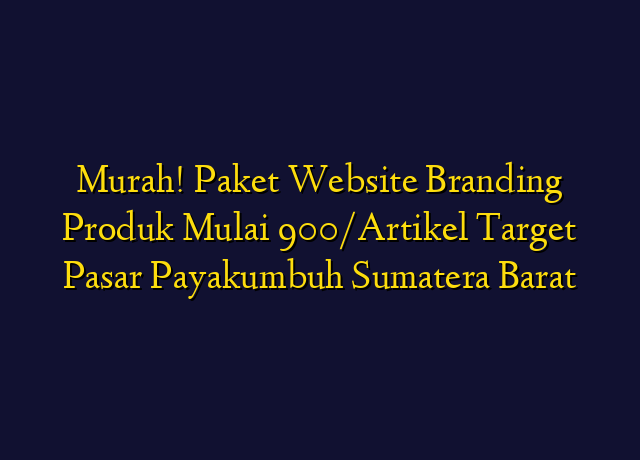 Murah! Paket Website Branding
Produk Mulai 900/Artikel Target
Pasar Payakumbuh Sumatera Barat